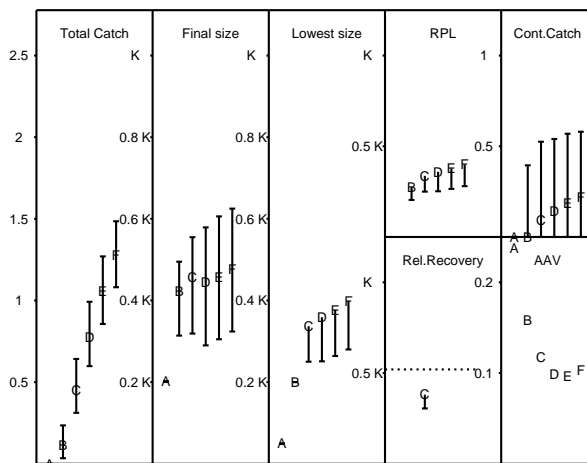 Total Catch Final size Lowest size RPL Cont.Catch
2.5 K K 1
2 0.8 K 0.8 K 0.5 K 0.5
1.5 0.6 K 0.6 K
Rel.Recovery AAV
1 0.4 K 0.4 K K 0.2
0.5 0.2 K 0.2 K 0.5 K 0.1
A B C D E F
A B C D E F
A B C D E F
B C D E F
A B C D E F
C
A B C D E F